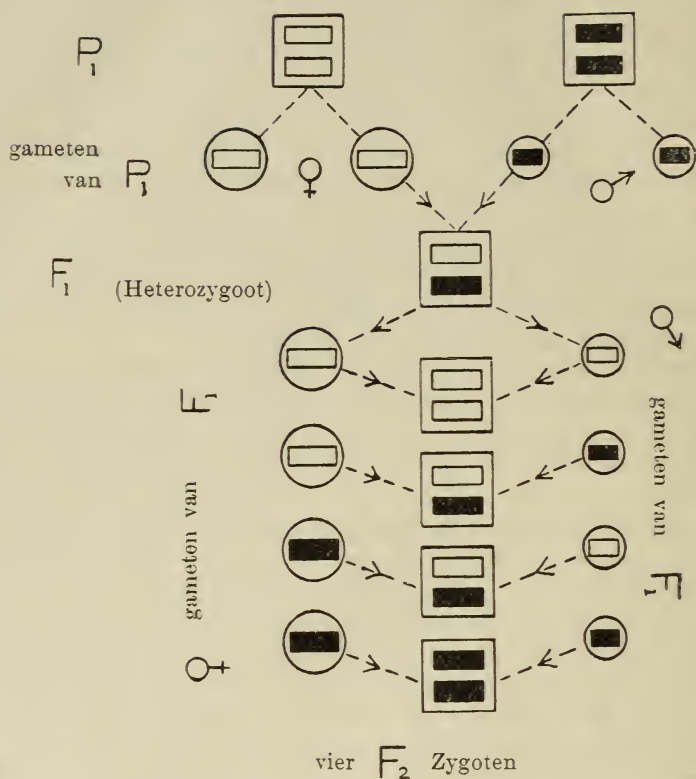 P₁
gameten
van P₁
♀
♂
F₁ (Heterozygoot)
♂
gameten van F₁
♀ gameten van F₁
vier F₂ Zygoten